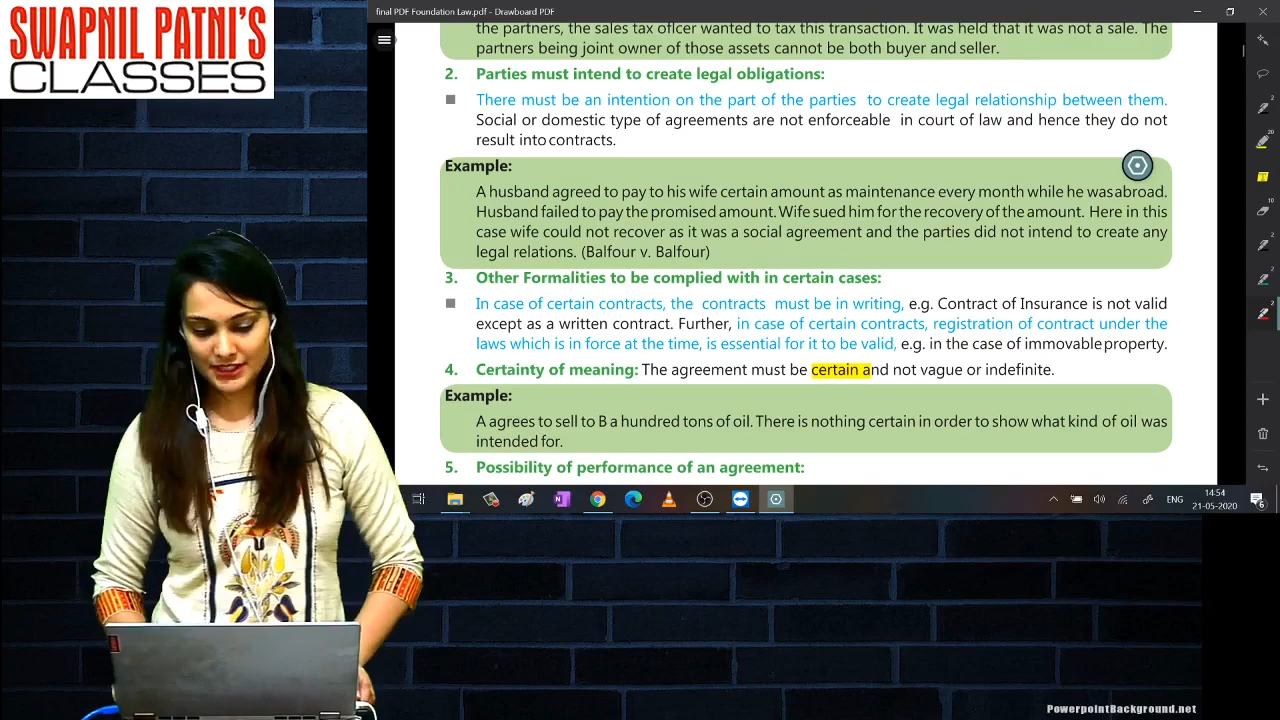 SWAPNIL PATNI'S
CLASSES
final PDF Foundation Law.pdf - Drawboard PDF
the partners, the sales tax ofcer wanted to tax this transaction. It was held that it was not a sale. The
partners being joint owner of those assets cannot be both buyer and seller.
2. Parties must intend to create legal obligations:
There must be an intention on the part of the parties to create legal relationship between them.
Social or domestic type of agreements are not enforceable in court of law and hence they do not
result into contracts.
Example:
A husband agreed to pay to his wife certain amount as maintenance every month while he was abroad.
Husband failed to pay the promised amount. Wife sued him for the recovery of the amount. Here in this
case wife could not recover as it was a social agreement and the parties did not intend to create any
legal relations. (Balfour v. Balfour)
3. Other Formalities to be complied with in certain cases:
In case of certain contracts, the contracts must be in writing, e.g. Contract of Insurance is not valid
except as a written contract. Further, in case of certain contracts, registration of contract under the
laws which is in force at the time, is essential for it to be valid, e.g. in the case of immovable property.
4. Certainty of meaning: The agreement must be certain and not vague or indefinite.
Example:
A agrees to sell to B a hundred tons of oil. There is nothing certain in order to show what kind of oil was
intended for.
5. Possibility of performance of an agreement:
ENG
14:54
21-05-2020
PowerpointBackground.net